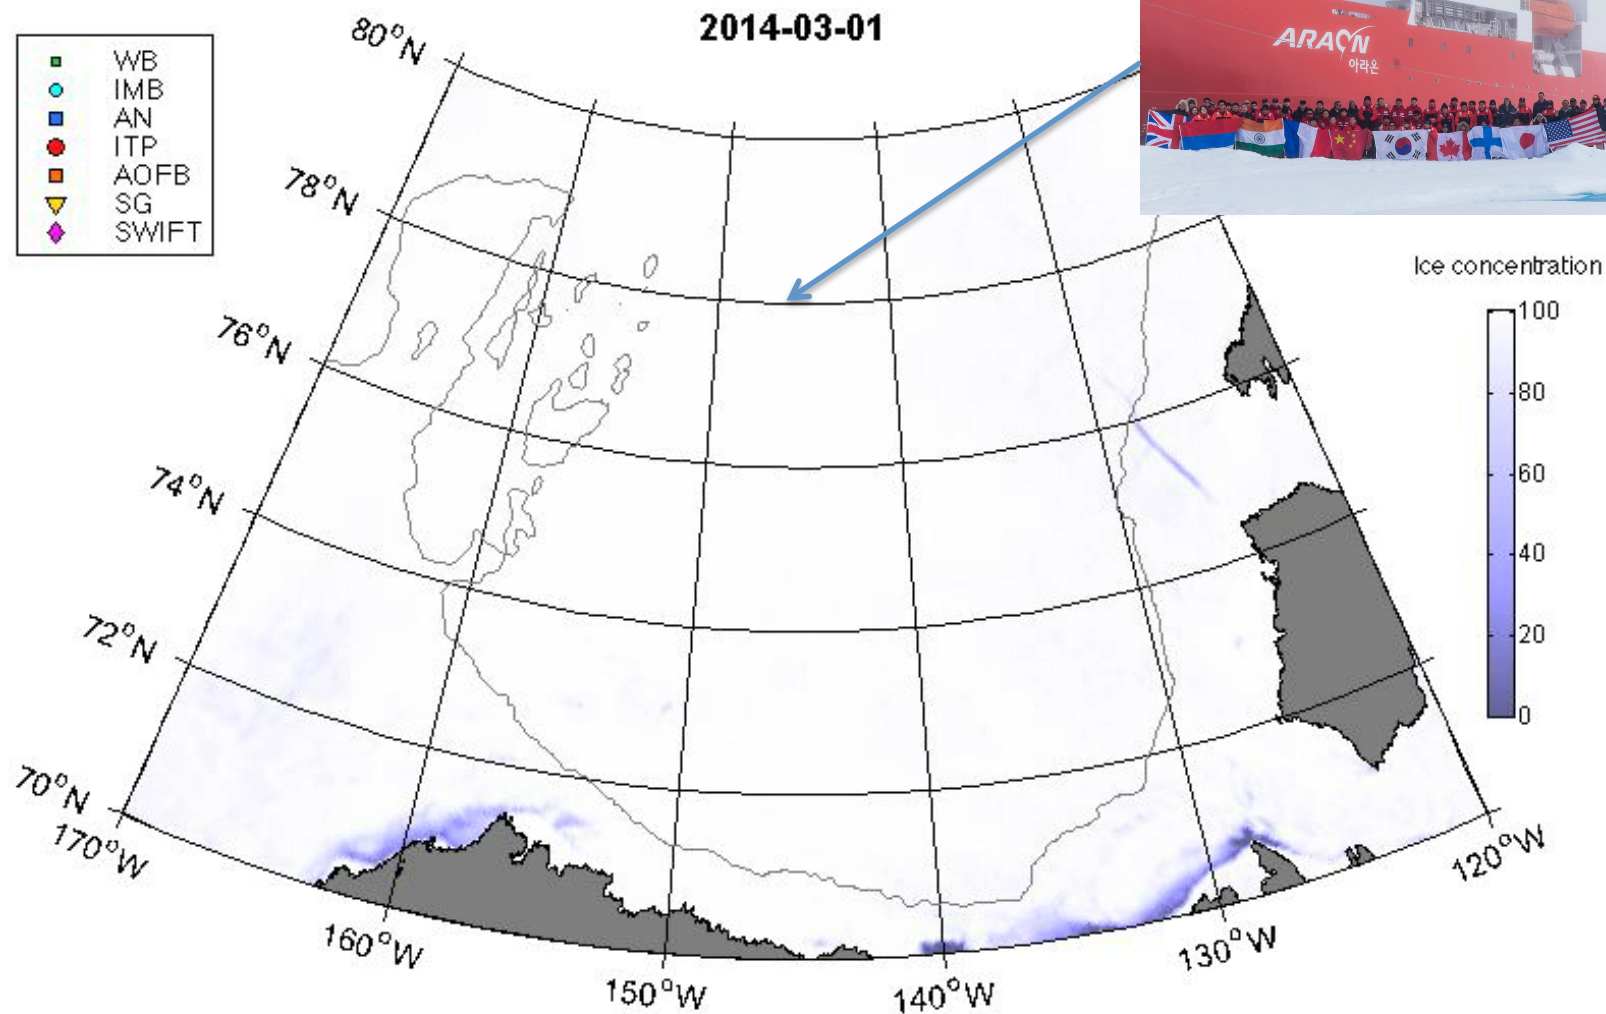 2014-03-01
WB
IMB
AN
ITP
AOFB
SG
SWIFT
ARAON
아라온
80°N
78°N
76°N
74°N
72°N
70°N
170°W
160°W
150°W
140°W
130°W
120°W
Ice concentration
100
80
60
40
20
0